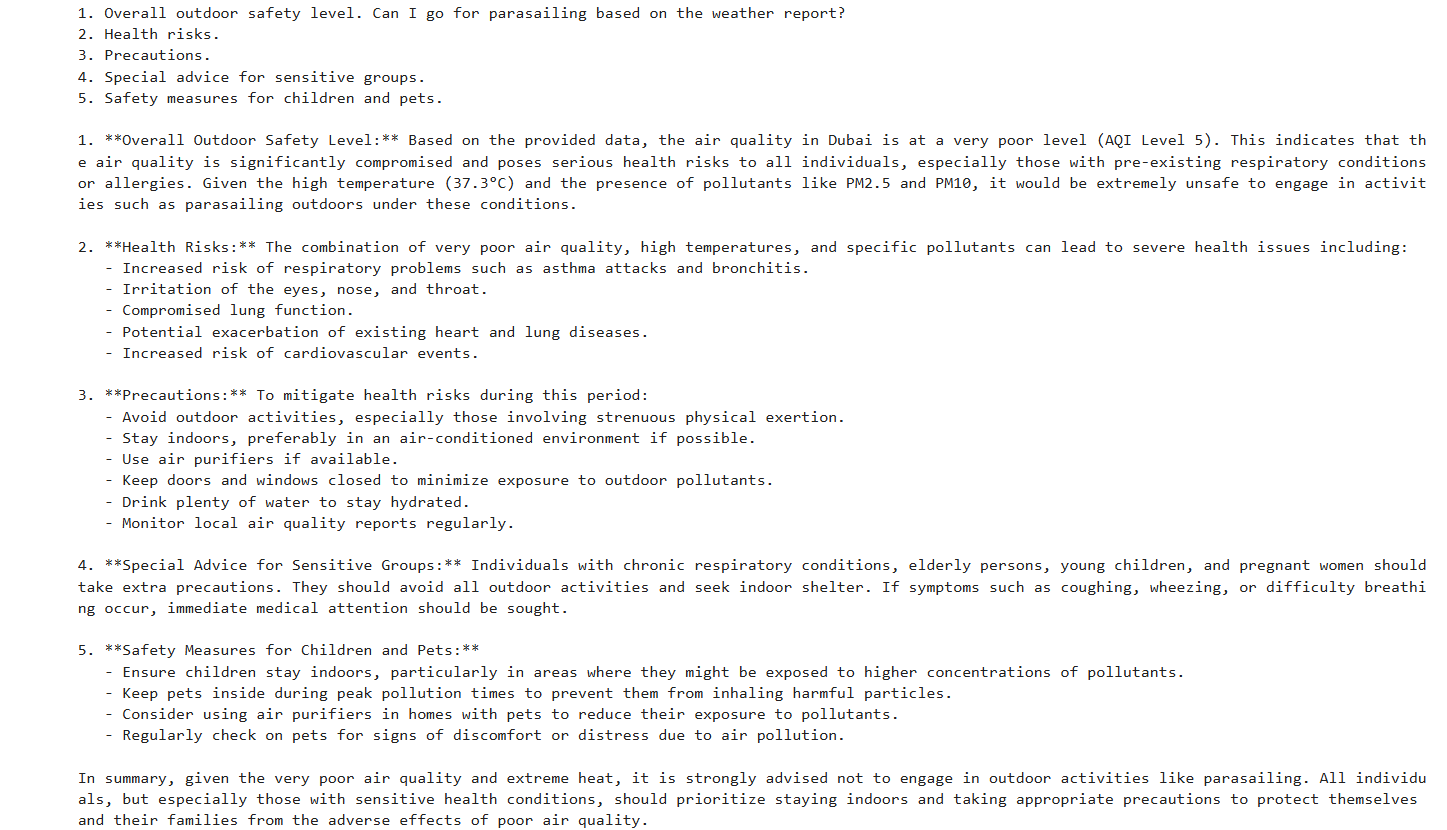 1. Overall outdoor safety level. Can I go for parasailing based on the weather report?
2. Health risks.
3. Precautions.
4. Special advice for sensitive groups.
5. Safety measures for children and pets.

1. **Overall Outdoor Safety Level:** Based on the provided data, the air quality in Dubai is at a very poor level (AQI Level 5). This indicates that th
e air quality is significantly compromised and poses serious health risks to all individuals, especially those with pre-existing respiratory conditions
or allergies. Given the high temperature (37.3°C) and the presence of pollutants like PM2.5 and PM10, it would be extremely unsafe to engage in activit
ies such as parasailing outdoors under these conditions.

2. **Health Risks:** The combination of very poor air quality, high temperatures, and specific pollutants can lead to severe health issues including:
   - Increased risk of respiratory problems such as asthma attacks and bronchitis.
   - Irritation of the eyes, nose, and throat.
   - Compromised lung function.
   - Potential exacerbation of existing heart and lung diseases.
   - Increased risk of cardiovascular events.

3. **Precautions:** To mitigate health risks during this period:
   - Avoid outdoor activities, especially those involving strenuous physical exertion.
   - Stay indoors, preferably in an air-conditioned environment if possible.
   - Use air purifiers if available.
   - Keep doors and windows closed to minimize exposure to outdoor pollutants.
   - Drink plenty of water to stay hydrated.
   - Monitor local air quality reports regularly.

4. **Special Advice for Sensitive Groups:** Individuals with chronic respiratory conditions, elderly persons, young children, and pregnant women should
take extra precautions. They should avoid all outdoor activities and seek indoor shelter. If symptoms such as coughing, wheezing, or difficulty breathi
ng occur, immediate medical attention should be sought.

5. **Safety Measures for Children and Pets:**
   - Ensure children stay indoors, particularly in areas where they might be exposed to higher concentrations of pollutants.
   - Keep pets inside during peak pollution times to prevent them from inhaling harmful particles.
   - Consider using air purifiers in homes with pets to reduce their exposure to pollutants.
   - Regularly check on pets for signs of discomfort or distress due to air pollution.

In summary, given the very poor air quality and extreme heat, it is strongly advised not to engage in outdoor activities like parasailing. All individu
als, but especially those with sensitive health conditions, should prioritize staying indoors and taking appropriate precautions to protect themselves
and their families from the adverse effects of poor air quality.